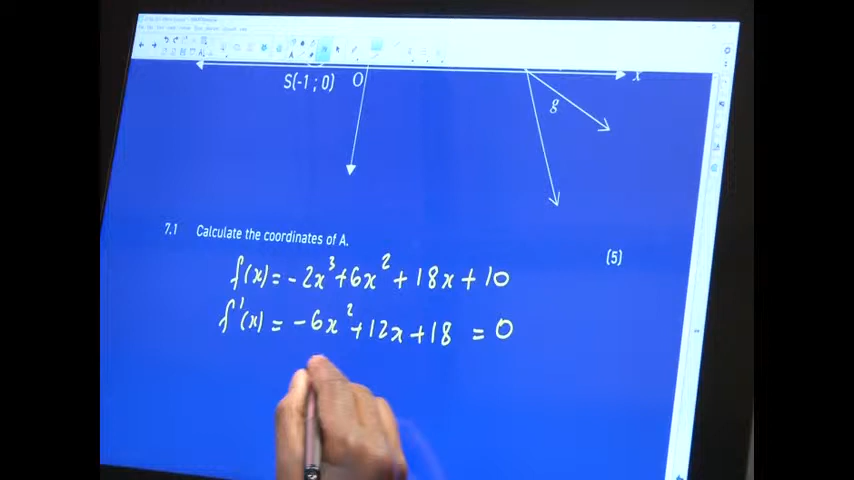 S(-1 ; 0) O x
g
7.1 Calculate the coordinates of A.
(5)
f(x) = -2x³ + 6x² + 18x + 10
f'(x) = -6x² + 12x + 18 = 0